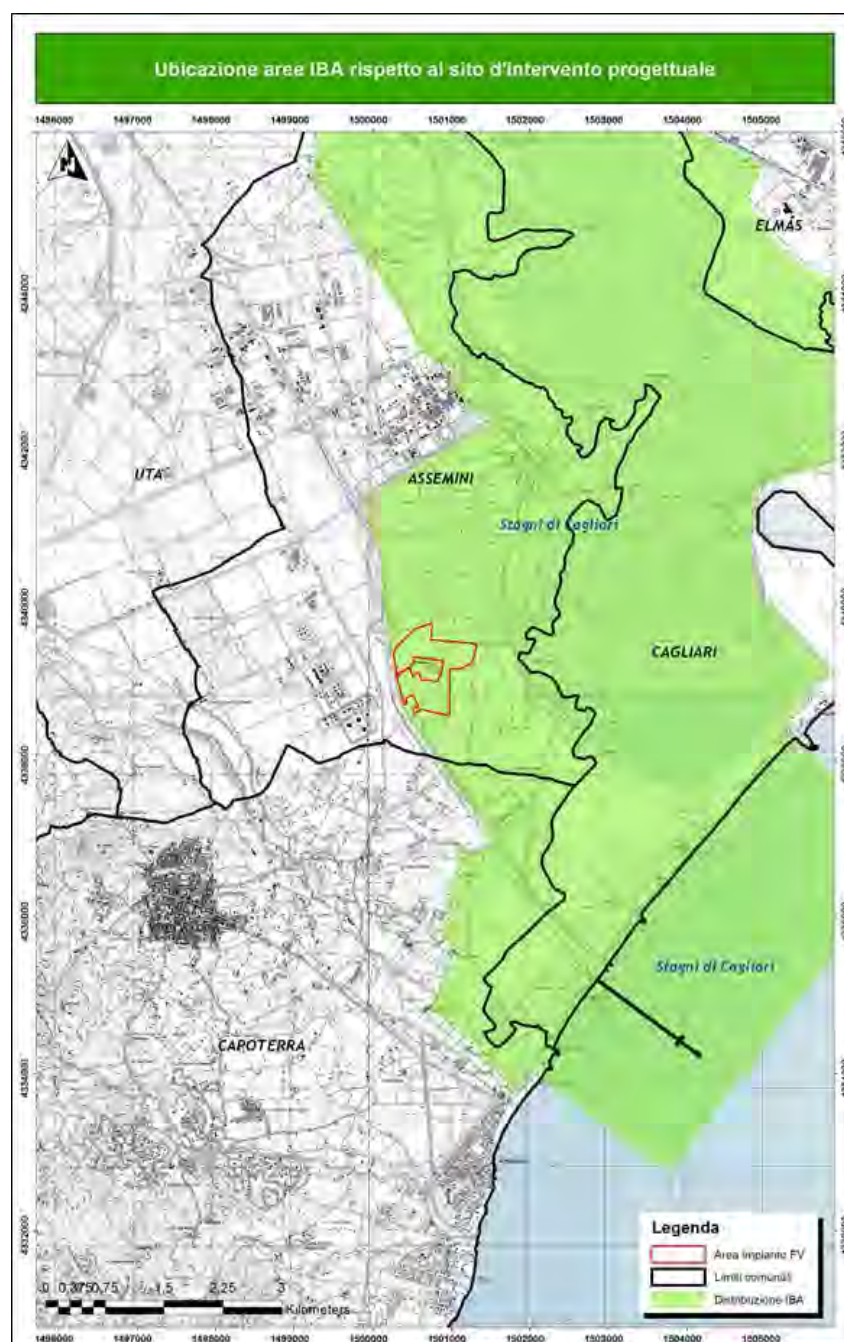 Ubicazione aree IBA rispetto al sito d'intervento progettuale
1496000 1497000 1498000 1499000 1500000 1501000 1502000 1503000 1504000 1505000
N
ELMAS
4344000
4342000
UTA
ASSEMINI
Stagni di Cagliari
4340000
CAGLIARI
4338000
4336000
Stagni di Cagliari
CAPOTERRA
4334000
4332000
Legenda
Area Impianto FV
Limiti comunali
Distribuzione IBA
0 0,375 0,75 1,5 2,25 3
Kilometers
1496000 1497000 1498000 1499000 1500000 1501000 1502000 1503000 1504000 1505000